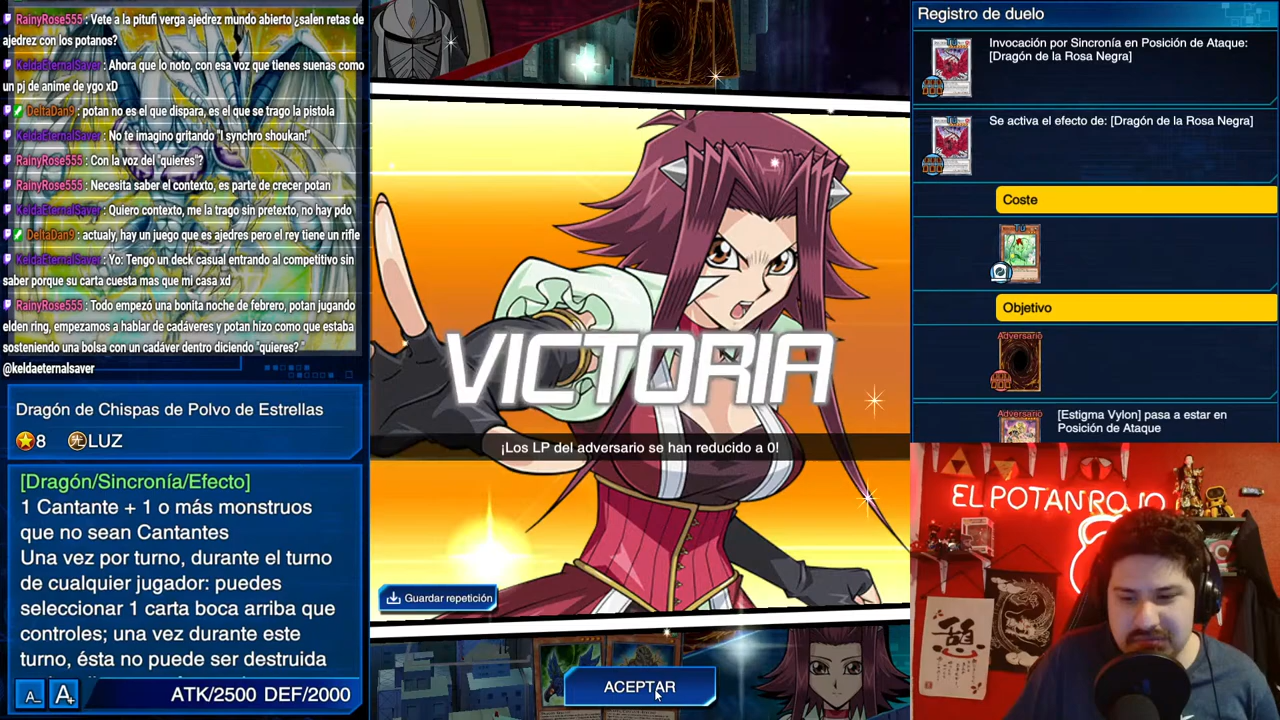 RainyRose555 : Vete a la pitufi verga ajedrez mundo abierto ¿salen retas de
ajedrez con los potanos?
KeldaEternalSaver : Ahora que lo noto, con esa voz que tienes suenas como
un pj de anime de ygo xD
DeltaDan9 : potan no es el que dispara, es el que se trago la pistola
KeldaEternalSaver : No te imagino gritando "I synchro shoukan!"
RainyRose555 : Con la voz del "quieres"?
RainyRose555 : Necesita saber el contexto, es parte de crecer potan
KeldaEternalSaver : Quiero contexto, me la trago sin pretexto, no hay pdo
DeltaDan9 : actualy, hay un juego que es ajedres pero el rey tiene un rifle
KeldaEternalSaver : Yo: Tengo un deck casual entrando al competitivo sin
saber porque su carta cuesta mas que mi casa xd
RainyRose555 : Todo empezó una bonita noche de febrero, potan jugando
elden ring, empezamos a hablar de cadáveres y potan hizo como que estaba
sosteniendo una bolsa con un cadáver dentro diciendo "quieres? "
@keldaeternalsaver
Dragón de Chispas de Polvo de Estrellas
8 LUZ
[Dragón/Sincronía/Efecto]
1 Cantante + 1 o más monstruos
que no sean Cantantes
Una vez por turno, durante el turno
de cualquier jugador: puedes
seleccionar 1 carta boca arriba que
controles; una vez durante este
turno, ésta no puede ser destruida
A- A+ ATK/2500 DEF/2000
VICTORIA
¡Los LP del adversario se han reducido a 0!
Guardar repetición
ACEPTAR
Registro de duelo
Invocación por Sincronía en Posición de Ataque:
[Dragón de la Rosa Negra]
Se activa el efecto de: [Dragón de la Rosa Negra]
Coste
Tú
Objetivo
Adversario
Adversario
[Estigma Vylon] pasa a estar en
Posición de Ataque
EL POTAN ROJO